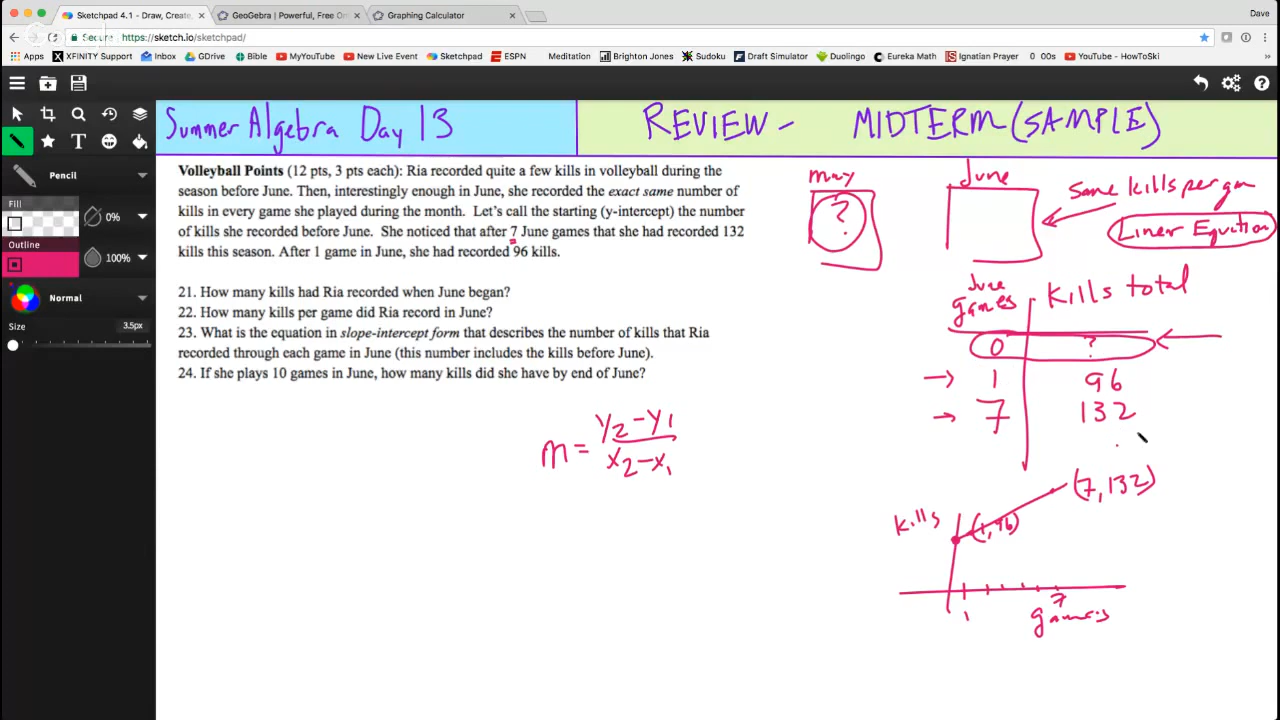 Sketchpad 4.1 - Draw, Create,
GeoGebra | Powerful, Free On
Graphing Calculator
Dave
Secure https://sketch.io/sketchpad/
Apps XFINITY Support Inbox GDrive Bible MyYouTube New Live Event Sketchpad ESPN Meditation Brighton Jones Sudoku Draft Simulator Duolingo Eureka Math Ignatian Prayer 0 00s YouTube - HowToSki
Summer Algebra Day 13
REVIEW - MIDTERM (SAMPLE)
Pencil
Fill
0%
Outline
100%
Normal
Size 3.5px
Volleyball Points (12 pts, 3 pts each): Ria recorded quite a few kills in volleyball during the
season before June. Then, interestingly enough in June, she recorded the exact same number of
kills in every game she played during the month. Let's call the starting (y-intercept) the number
of kills she recorded before June. She noticed that after 7 June games that she had recorded 132
kills this season. After 1 game in June, she had recorded 96 kills.
21. How many kills had Ria recorded when June began?
22. How many kills per game did Ria record in June?
23. What is the equation in slope-intercept form that describes the number of kills that Ria
recorded through each game in June (this number includes the kills before June).
24. If she plays 10 games in June, how many kills did she have by end of June?
m = y2 - y1
x2 - x1
may
?
June
Same kills per gam
Liner Equation
June
games
Kills total
0 ?
1 96
7 132
(7, 132)
kills
(1, 96)
1
7
games